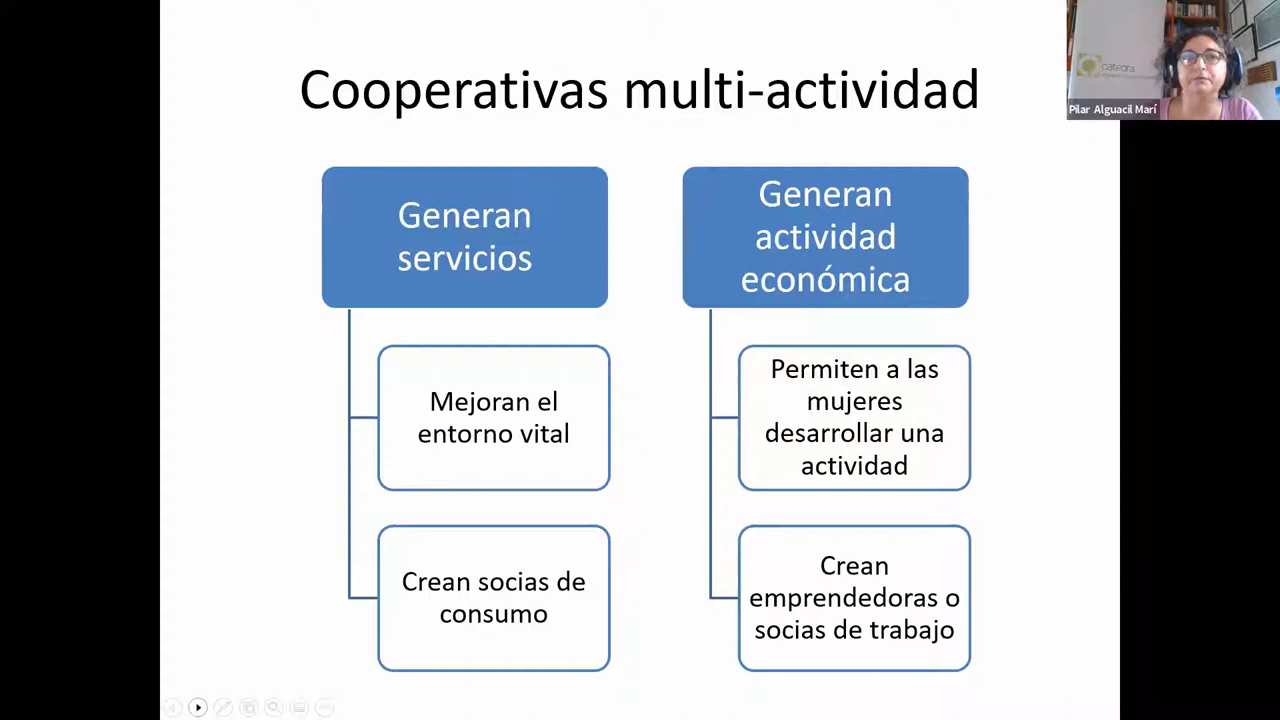 Cooperativas multi-actividad
cátedra
Pilar Alguacil Marí
Generan
servicios
Mejoran el
entorno vital
Crean socias de
consumo
Generan
actividad
económica
Permiten a las
mujeres
desarrollar una
actividad
Crean
emprendedoras o
socias de trabajo